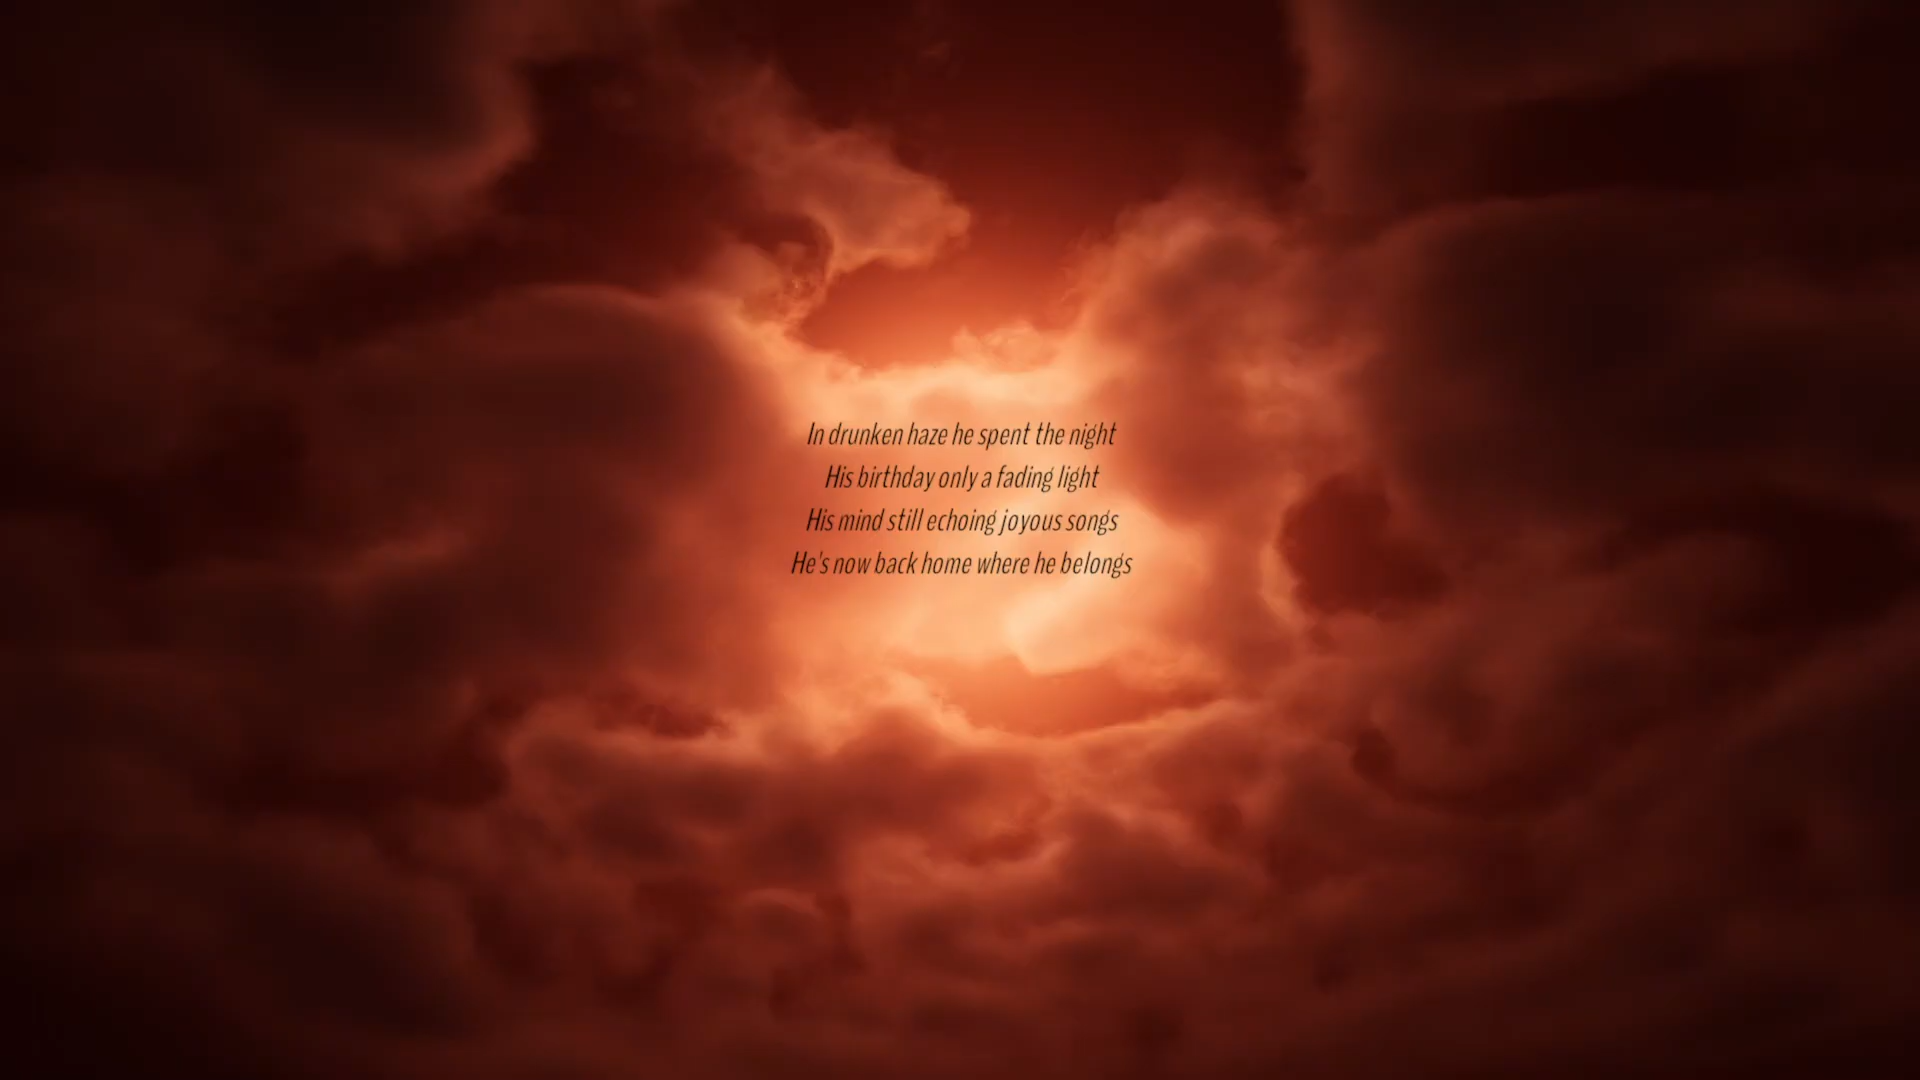 In drunken haze he spent the night
His birthday only a fading light
His mind still echoing joyous songs
He's now back home where he belongs